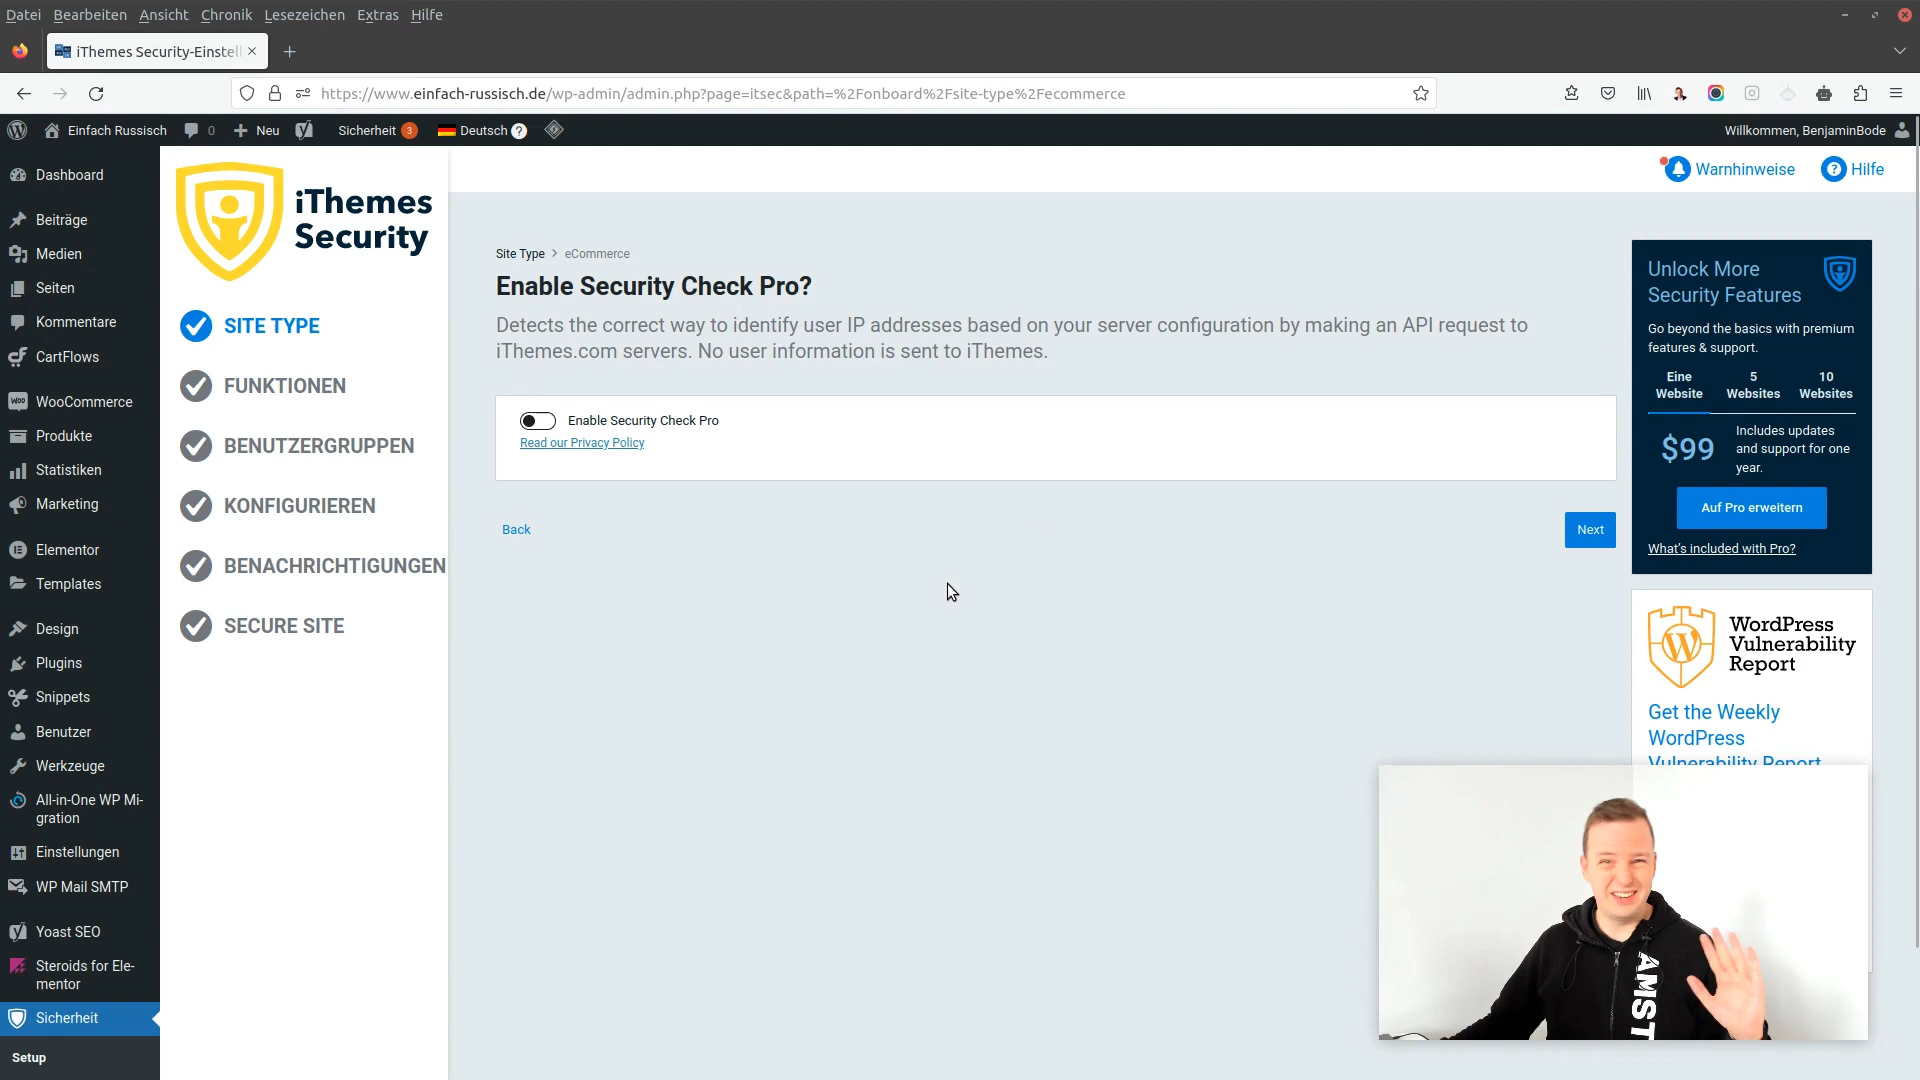 Datei Bearbeiten Ansicht Chronik Lesezeichen Extras Hilfe
iThemes Security-Einstell
https://www.einfach-russisch.de/wp-admin/admin.php?page=itsec&path=%2Fonboard%2Fsite-type%2Fecommerce
Einfach Russisch 0 Neu Sicherheit 3 Deutsch ? Willkommen, BenjaminBode
Dashboard
Beiträge
Medien
Seiten
Kommentare
CartFlows
WooCommerce
Produkte
Statistiken
Marketing
Elementor
Templates
Design
Plugins
Snippets
Benutzer
Werkzeuge
All-in-One WP Mi-
gration
Einstellungen
WP Mail SMTP
Yoast SEO
Steroids for Ele-
mentor
Sicherheit
Setup
iThemes
Security
SITE TYPE
FUNKTIONEN
BENUTZERGRUPPEN
KONFIGURIEREN
BENACHRICHTIGUNGEN
SECURE SITE
Warnhinweise ? Hilfe
Site Type > eCommerce
Enable Security Check Pro?
Detects the correct way to identify user IP addresses based on your server configuration by making an API request to
iThemes.com servers. No user information is sent to iThemes.
Enable Security Check Pro
Read our Privacy Policy
Back
Next
Unlock More
Security Features
Go beyond the basics with premium
features & support.
Eine
Website
5
Websites
10
Websites
$99
Includes updates
and support for one
year.
Auf Pro erweitern
What's included with Pro?
WordPress
Vulnerability
Report
Get the Weekly
WordPress
Vulnerability Report
AMST